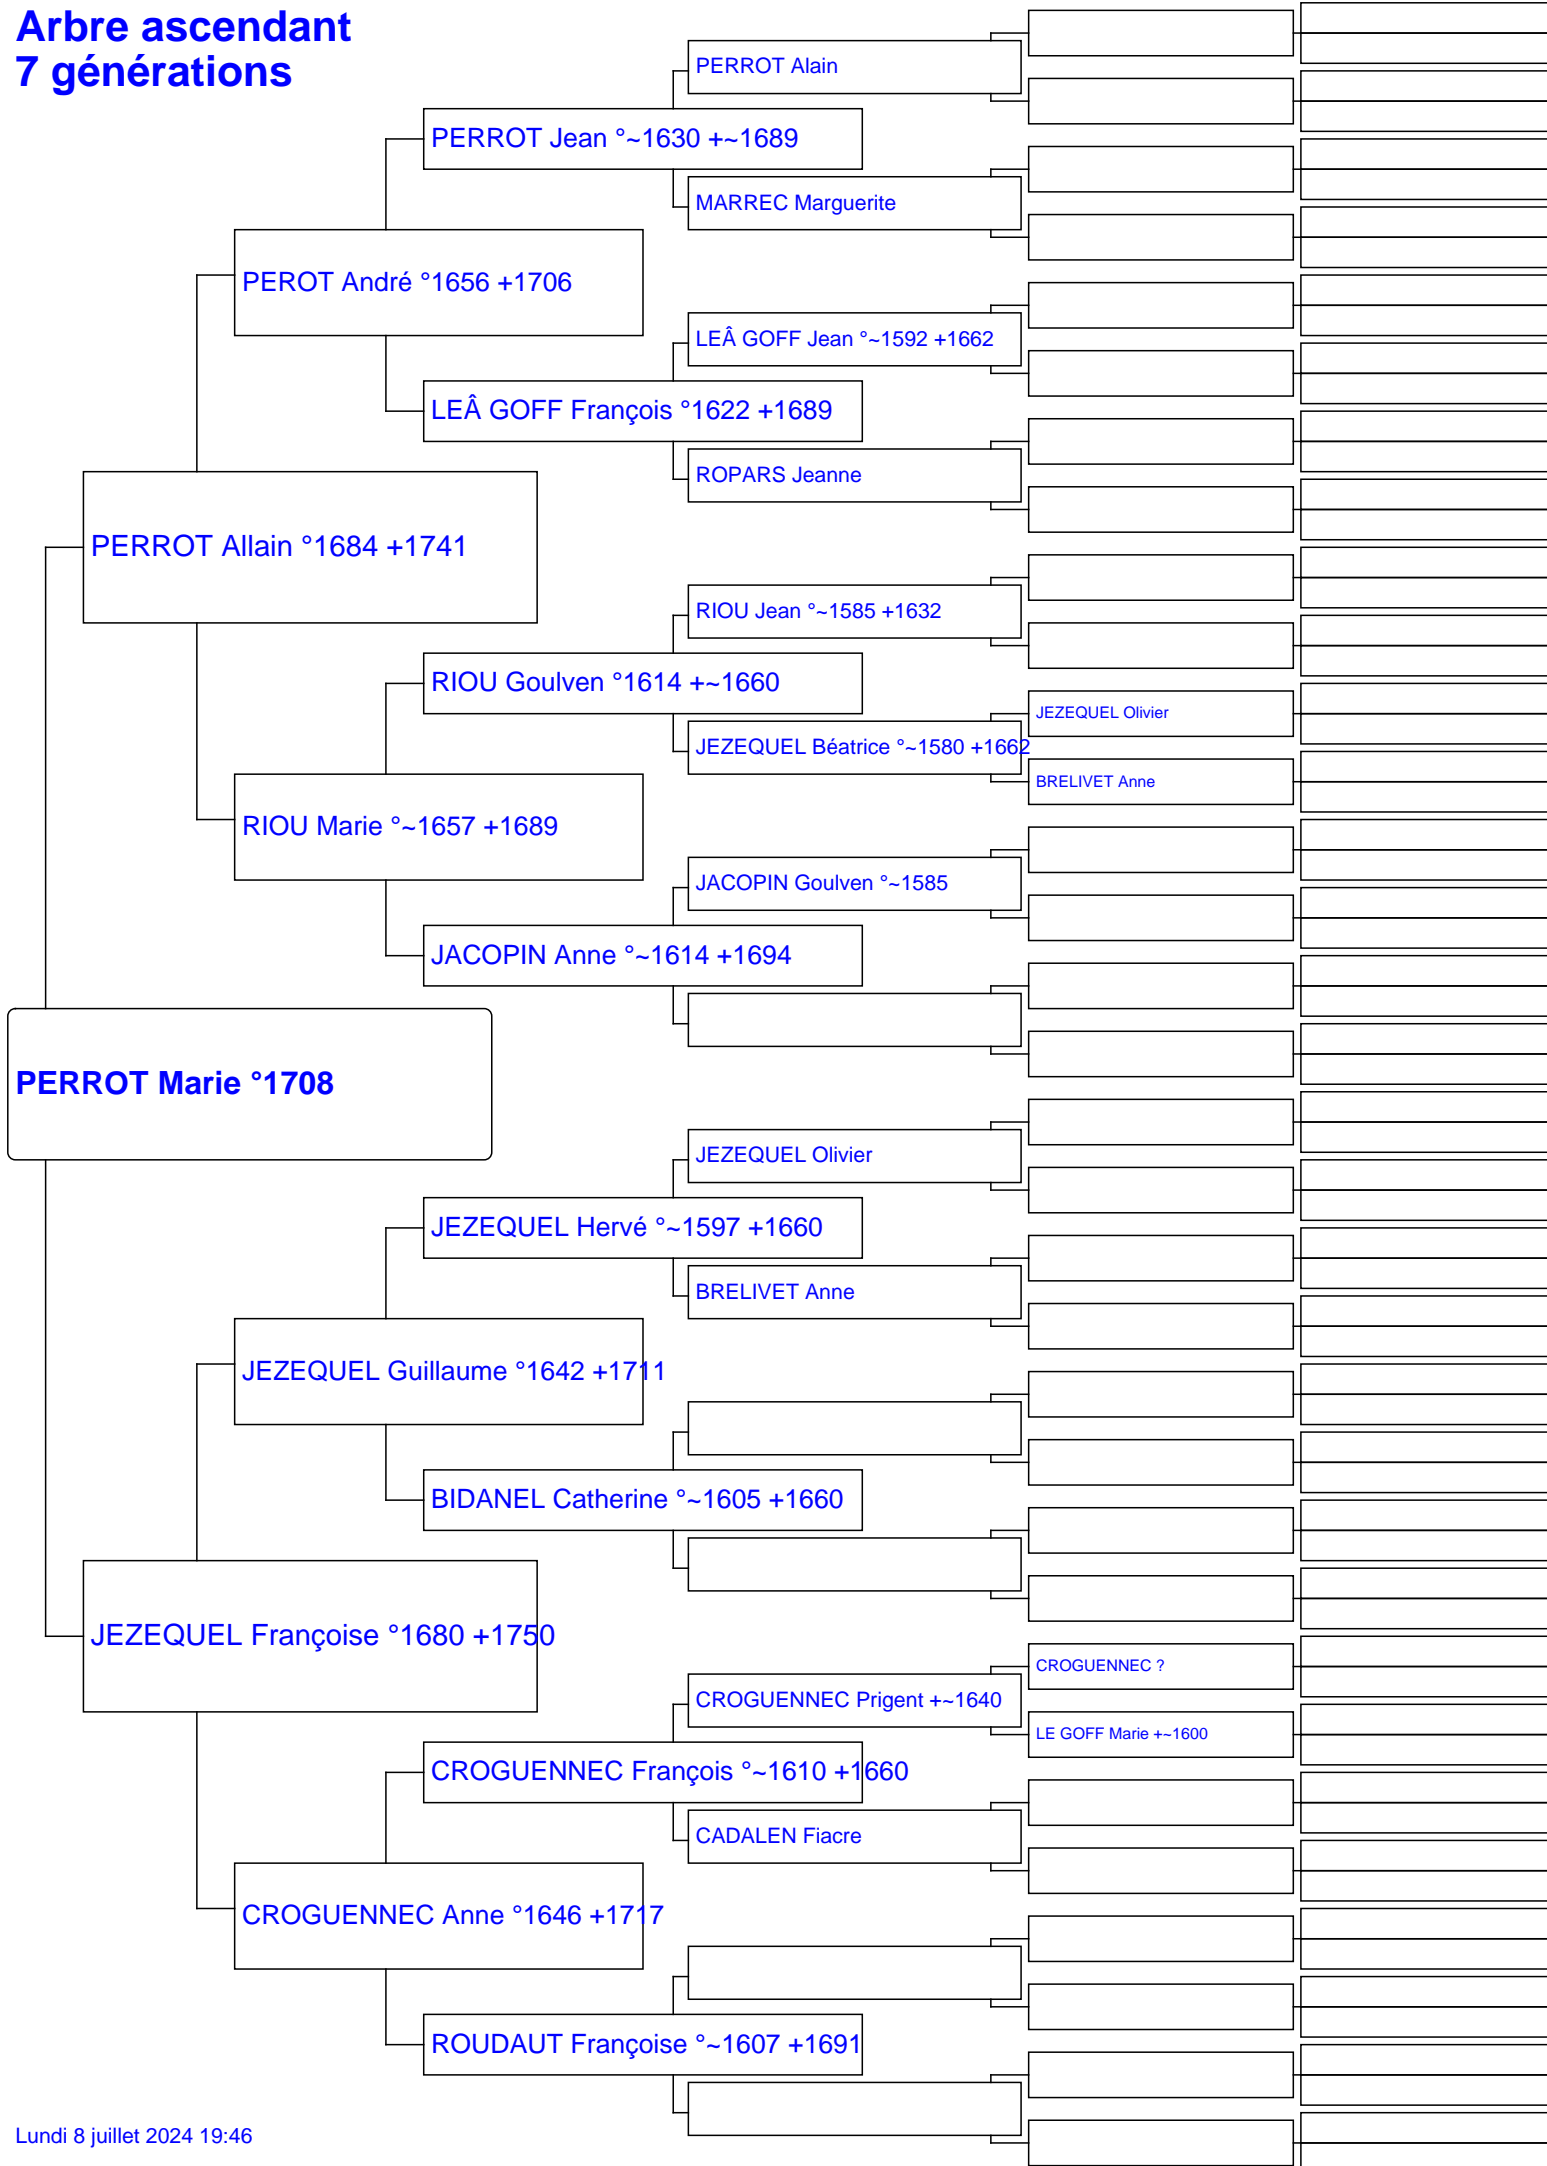 Arbre ascendant
7 générations
PERROT Alain
PERROT Jean °~1630 +~1689
MARREC Marguerite
PEROT André °1656 +1706
LEÂ GOFF Jean °~1592 +1662
LEÂ GOFF François °1622 +1689
ROPARS Jeanne
PERROT Allain °1684 +1741
RIOU Jean °~1585 +1632
RIOU Goulven °1614 +~1660
JEZEQUEL Olivier
JEZEQUEL Béatrice °~1580 +1662
BRELIVET Anne
RIOU Marie °~1657 +1689
JACOPIN Goulven °~1585
JACOPIN Anne °~1614 +1694
PERROT Marie °1708
JEZEQUEL Olivier
JEZEQUEL Hervé °~1597 +1660
BRELIVET Anne
JEZEQUEL Guillaume °1642 +1711
BIDANEL Catherine °~1605 +1660
JEZEQUEL Françoise °1680 +1750
CROGUENNEC ?
CROGUENNEC Prigent +~1640
LE GOFF Marie +~1600
CROGUENNEC François °~1610 +1660
CADALEN Fiacre
CROGUENNEC Anne °1646 +1717
ROUDAUT Françoise °~1607 +1691
Lundi 8 juillet 2024 19:46